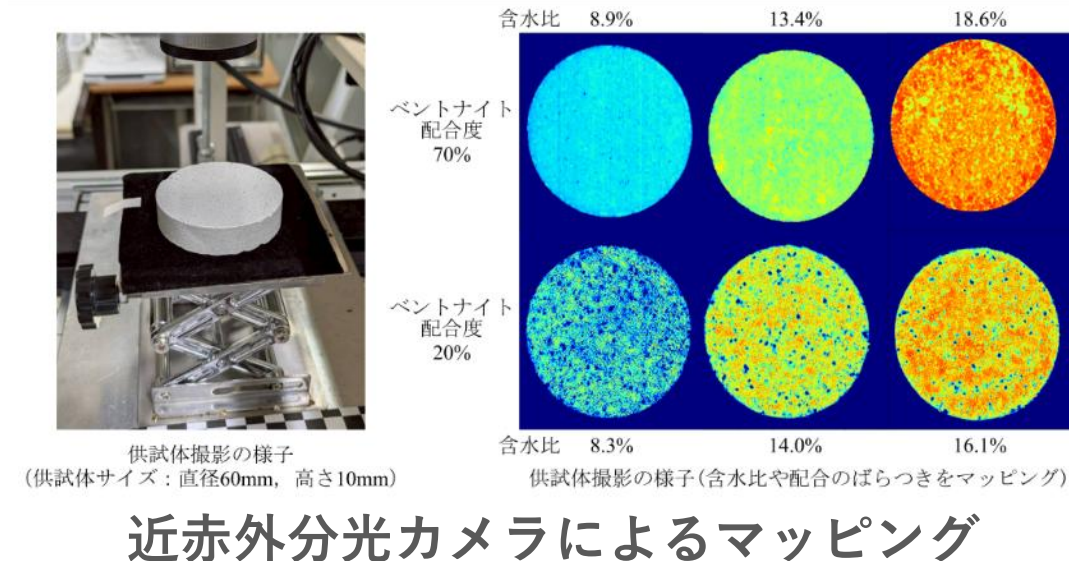 含水比 8.9% 13.4% 18.6%
ベントナイト
配合度
70%
ベントナイト
配合度
20%
含水比 8.3% 14.0% 16.1%
供試体撮影の様子
（供試体サイズ：直径60mm，高さ10mm）
供試体撮影の様子(含水比や配合のばらつきをマッピング)
近赤外分光カメラによるマッピング